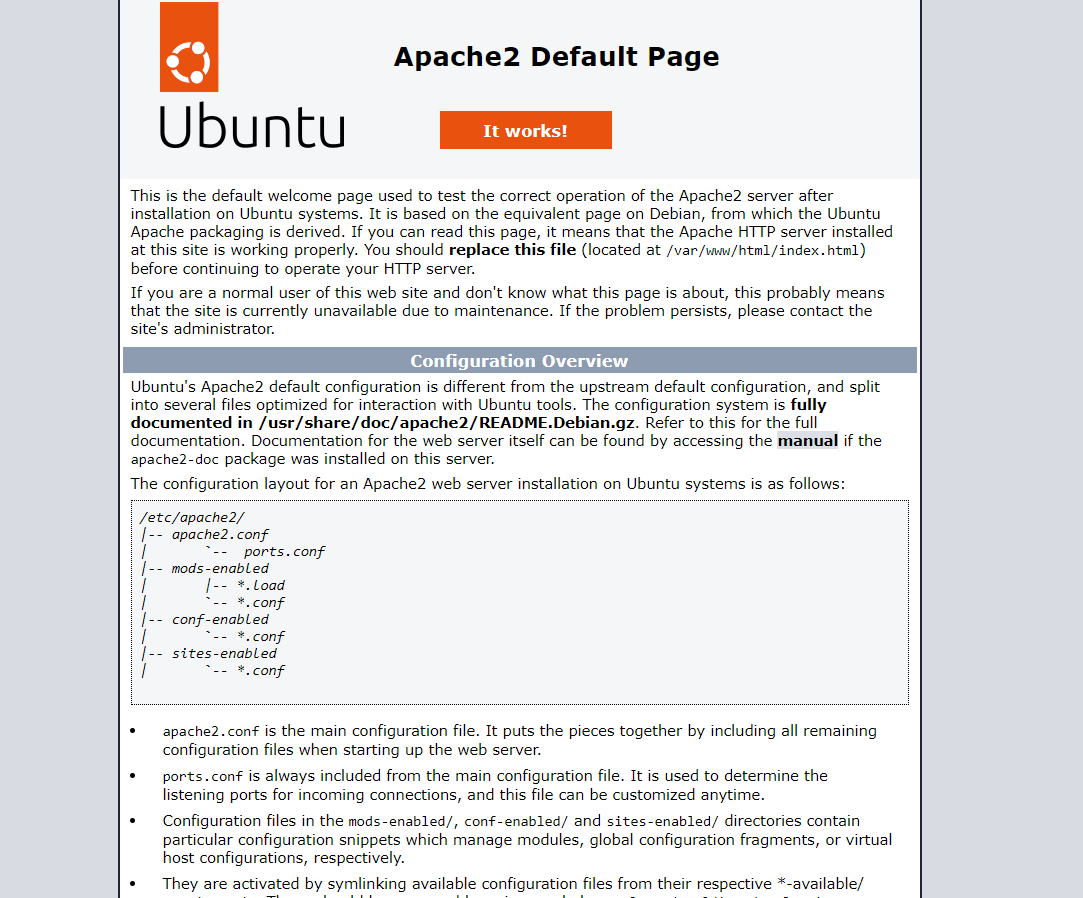 Apache2 Default Page
Ubuntu
It works!
This is the default welcome page used to test the correct operation of the Apache2 server after
installation on Ubuntu systems. It is based on the equivalent page on Debian, from which the Ubuntu
Apache packaging is derived. If you can read this page, it means that the Apache HTTP server installed
at this site is working properly. You should replace this file (located at /var/www/html/index.html)
before continuing to operate your HTTP server.
If you are a normal user of this web site and don't know what this page is about, this probably means
that the site is currently unavailable due to maintenance. If the problem persists, please contact the
site's administrator.
Configuration Overview
Ubuntu's Apache2 default configuration is different from the upstream default configuration, and split
into several files optimized for interaction with Ubuntu tools. The configuration system is fully
documented in /usr/share/doc/apache2/README.Debian.gz. Refer to this for the full
documentation. Documentation for the web server itself can be found by accessing the manual if the
apache2-doc package was installed on this server.
The configuration layout for an Apache2 web server installation on Ubuntu systems is as follows:
/etc/apache2/
|-- apache2.conf
|       `--  ports.conf
|-- mods-enabled
|       |-- *.load
|       `-- *.conf
|-- conf-enabled
|       `-- *.conf
|-- sites-enabled
|       `-- *.conf
• apache2.conf is the main configuration file. It puts the pieces together by including all remaining
configuration files when starting up the web server.
• ports.conf is always included from the main configuration file. It is used to determine the
listening ports for incoming connections, and this file can be customized anytime.
• Configuration files in the mods-enabled/, conf-enabled/ and sites-enabled/ directories contain
particular configuration snippets which manage modules, global configuration fragments, or virtual
host configurations, respectively.
• They are activated by symlinking available configuration files from their respective *-available/